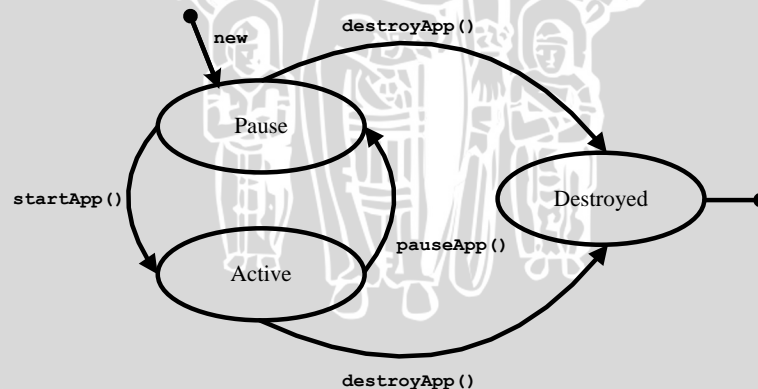 destroyApp()
new
Pause
startApp()
Destroyed
pauseApp()
Active
destroyApp()